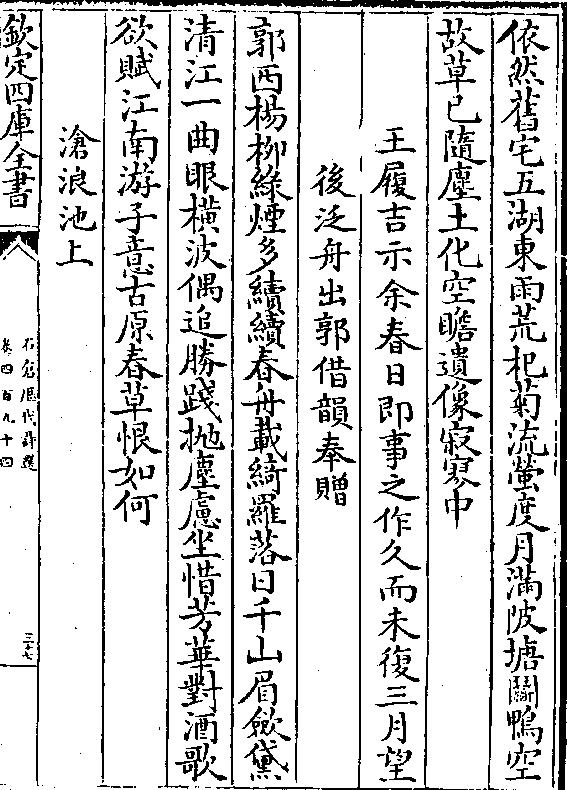 依然舊宅五湖東雨荒杞菊流螢度月滿陂塘鬭鴨空
故草已隨塵土化空瞻遺像寂寥中
王履吉示余春日即事之作久而未復三月望
後泛舟出郭借韻奉贈
郭西楊柳綠煙多續續春舟載綺羅落日千山眉斂黛
清江一曲眼橫波偶追勝踐拋塵慮坐惜芳華對酒歌
欲賦江南游子意古原春草恨如何
滄浪池上
欽定四庫全書
石倉歷代詩選
卷四百九十四
三七